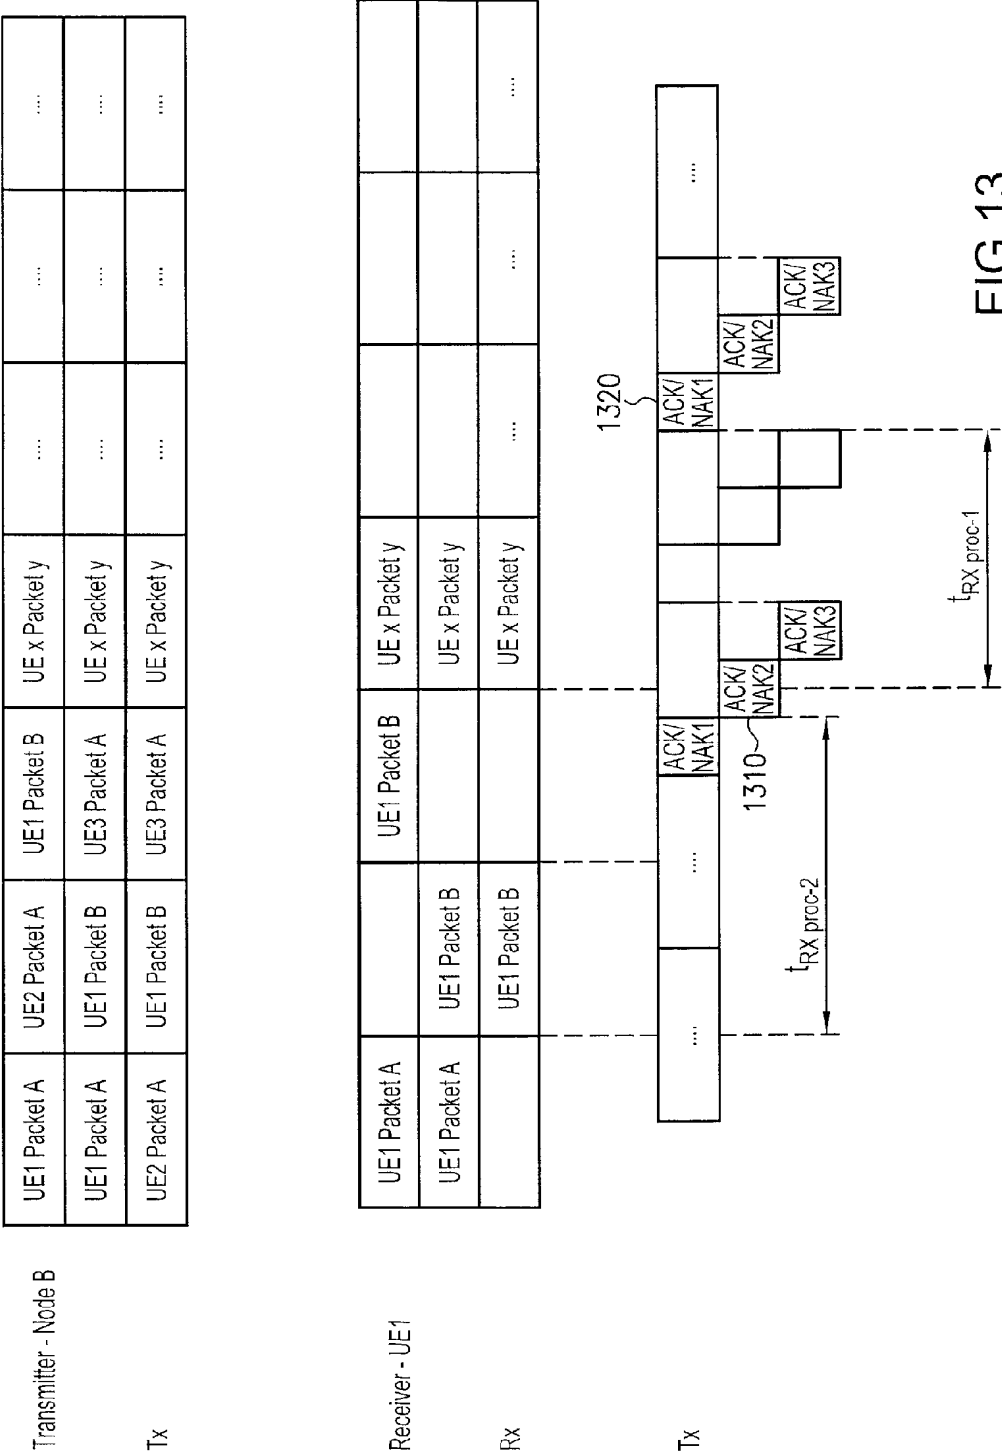 Transmitter - Node B
UE1 Packet A
UE2 Packet A
UE1 Packet B
UE x Packet y
....
....
....
UE1 Packet A
UE1 Packet B
UE3 Packet A
UE x Packet y
....
....
....
Tx
UE2 Packet A
UE1 Packet B
UE3 Packet A
UE x Packet y
....
....
....
Receiver - UE1
UE1 Packet A
UE1 Packet B
UE x Packet y
UE1 Packet A
UE1 Packet B
UE x Packet y
Rx
UE1 Packet B
UE x Packet y
....
....
....
1320
Tx
....
....
ACK/
NAK1
ACK/
NAK1
....
1310
ACK/
NAK2
ACK/
NAK2
ACK/
NAK3
ACK/
NAK3
tRX proc-2
tRX proc-1
FIG 13